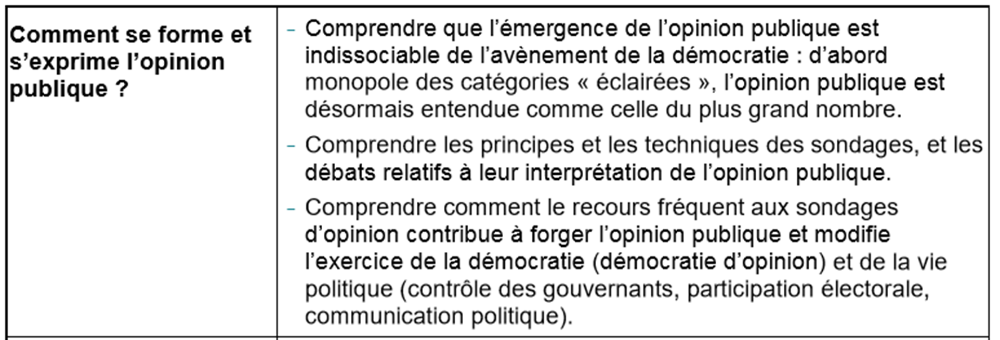 Comment se forme et
s’exprime l’opinion
publique ?
- Comprendre que l’émergence de l’opinion publique est
indissociable de l’avènement de la démocratie : d’abord
monopole des catégories « éclairées », l’opinion publique est
désormais entendue comme celle du plus grand nombre.
- Comprendre les principes et les techniques des sondages, et les
débats relatifs à leur interprétation de l’opinion publique.
- Comprendre comment le recours fréquent aux sondages
d’opinion contribue à forger l’opinion publique et modifie
l’exercice de la démocratie (démocratie d’opinion) et de la vie
politique (contrôle des gouvernants, participation électorale,
communication politique).